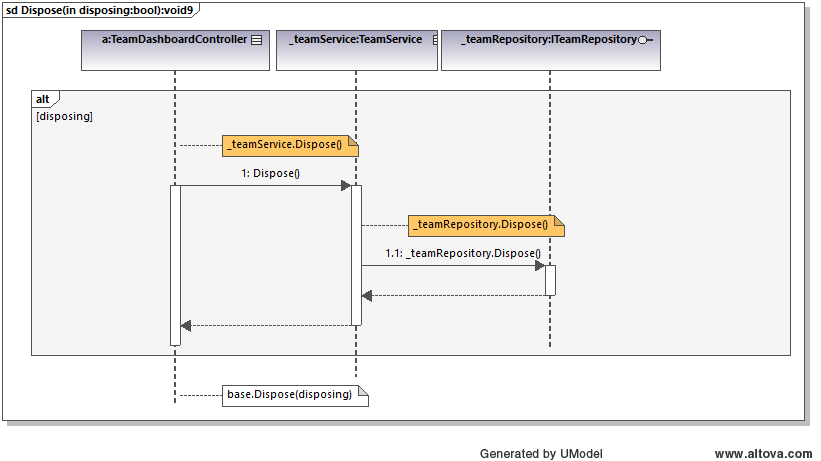 sd Dispose(in disposing:bool):void9
a:TeamDashboardController
_teamService:TeamService
_teamRepository:ITeamRepository
alt
[disposing]
_teamService.Dispose()
1: Dispose()
_teamRepository.Dispose()
1.1: _teamRepository.Dispose()
base.Dispose(disposing)
Generated by UModel
www.altova.com